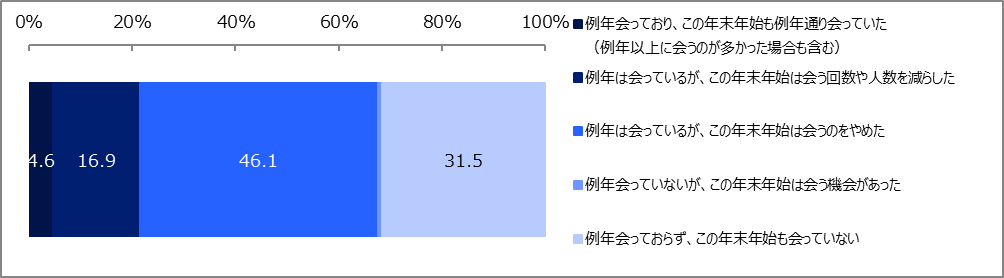 0% 20% 40% 60% 80% 100%
4.6 16.9 46.1 31.5
例年会っており、この年末年始も例年通り会っていた
（例年以上に会うのが多かった場合も含む）
例年は会っているが、この年末年始は会う回数や人数を減らした
例年は会っているが、この年末年始は会うのをやめた
例年会っていないが、この年末年始は会う機会があった
例年会っておらず、この年末年始も会っていない